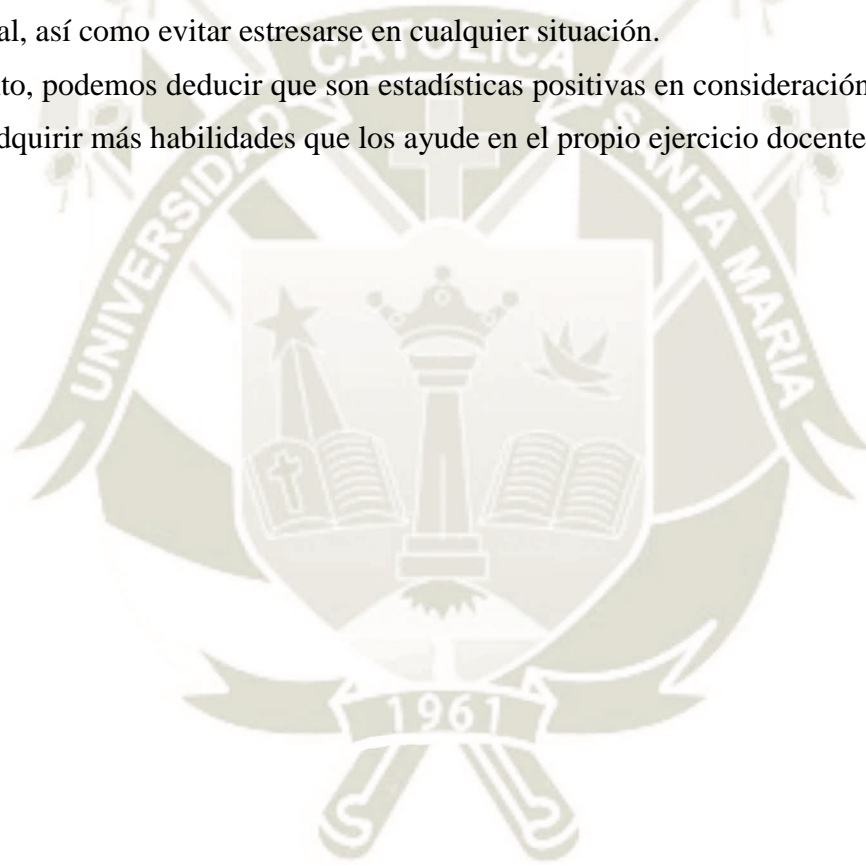 al, así como evitar estresarse en cualquier situación.
to, podemos deducir que son estadísticas positivas en consideración
dquirir más habilidades que los ayude en el propio ejercicio docente
UNIVERSIDAD CATOLICA SANTA MARIA
1961